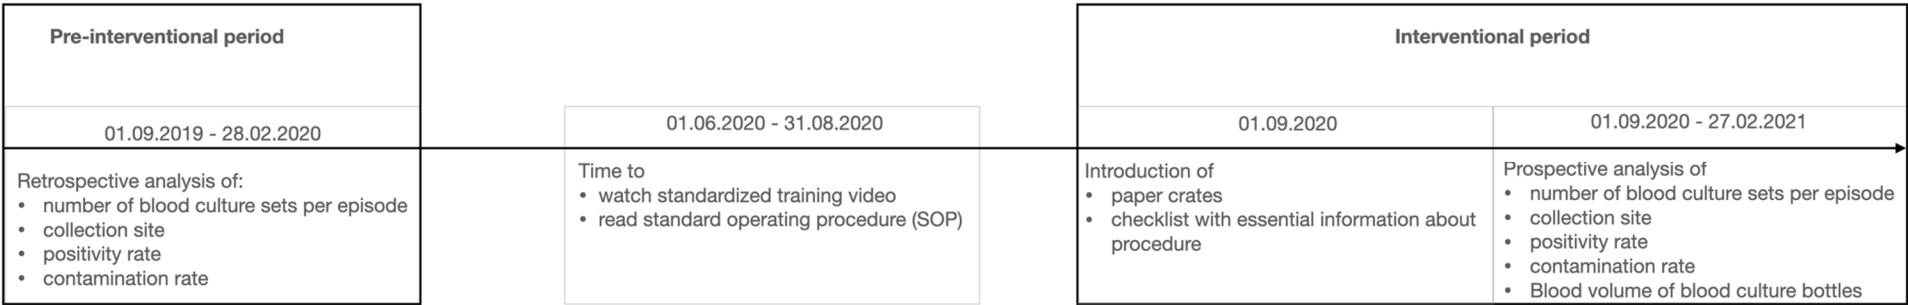 Pre-interventional period
01.09.2019 - 28.02.2020
Retrospective analysis of:
• number of blood culture sets per episode
• collection site
• positivity rate
• contamination rate
01.06.2020 - 31.08.2020
Time to
• watch standardized training video
• read standard operating procedure (SOP)
Interventional period
01.09.2020
Introduction of
• paper crates
• checklist with essential information about
procedure
01.09.2020 - 27.02.2021
Prospective analysis of
• number of blood culture sets per episode
• collection site
• positivity rate
• contamination rate
• Blood volume of blood culture bottles